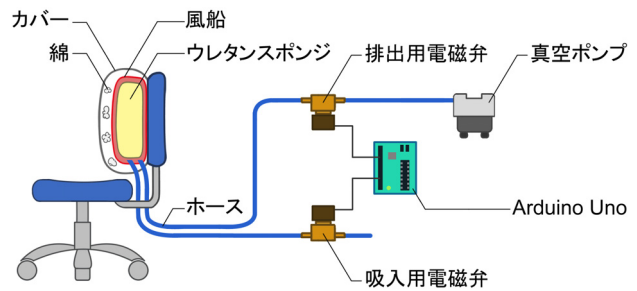 カバー
風船
綿
ウレタンスポンジ
排出用電磁弁
真空ポンプ
ホース
Arduino Uno
吸入用電磁弁